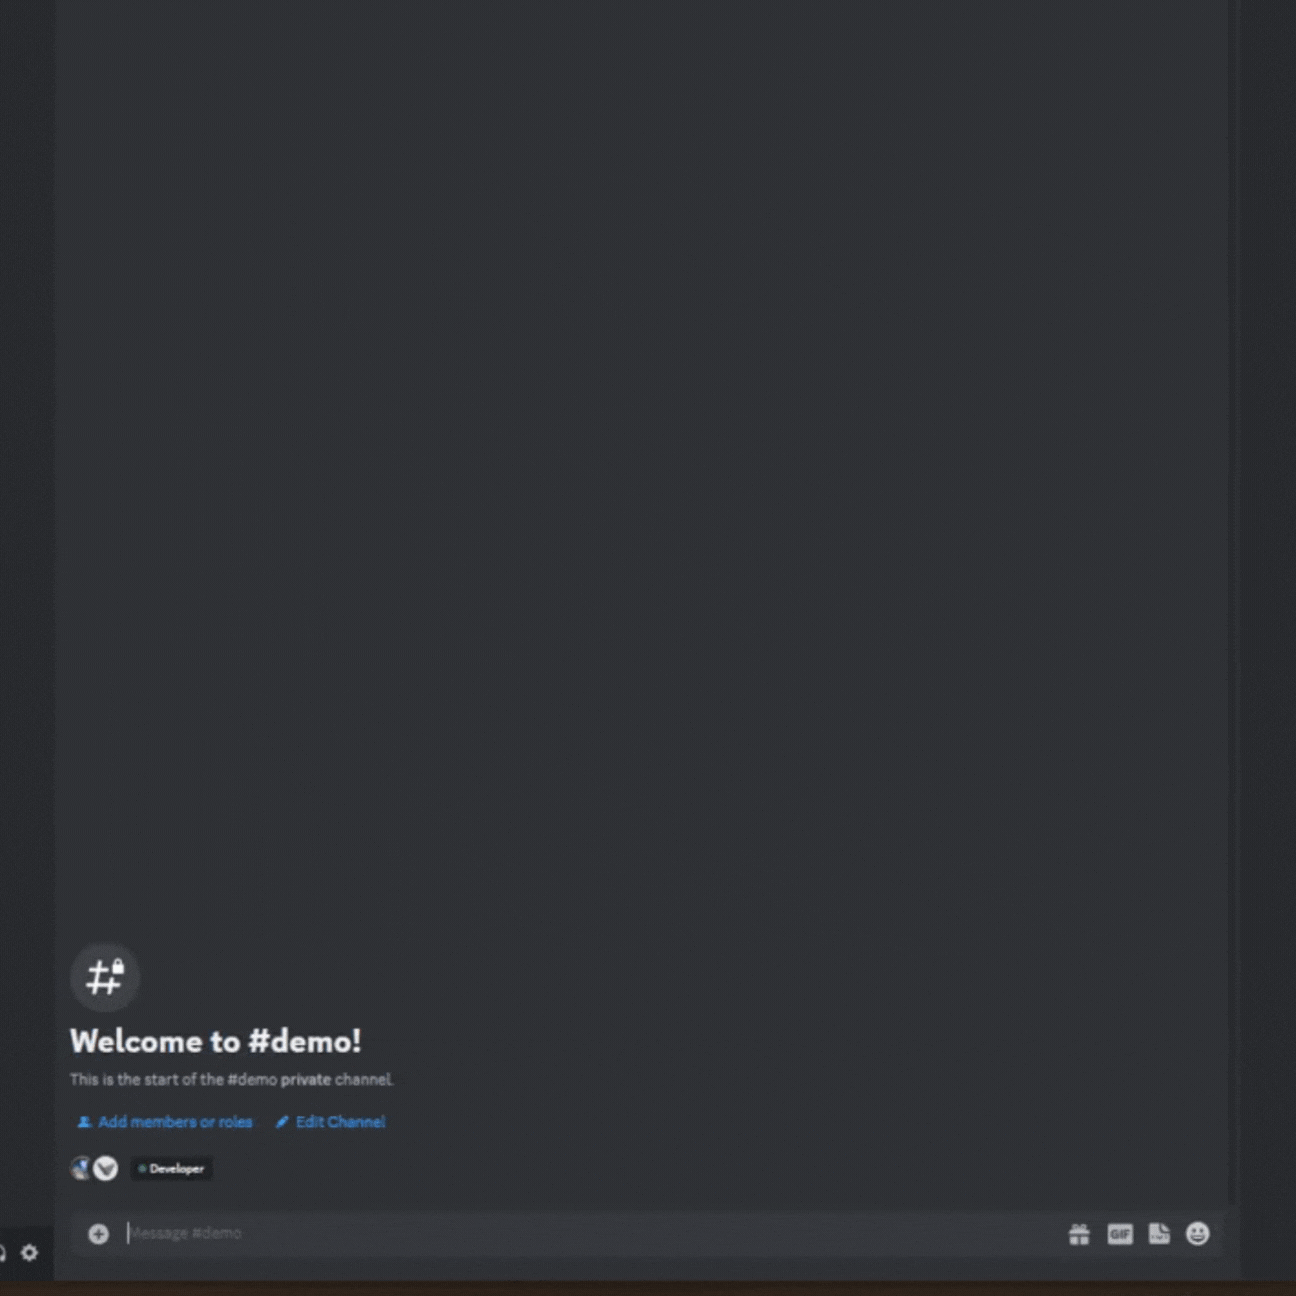 Welcome to #demo!
This is the start of the #demo private channel.
Add members or roles Edit Channel
Developer
Message #demo
GIF